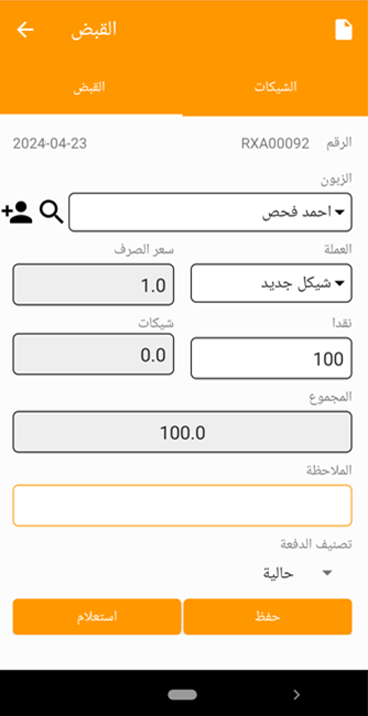 القبض
الشيكات
القبض
الرقم RXA00092 2024-04-23
الزبون
احمد فحص
العملة
سعر الصرف
شيكل جديد
1.0
نقدا
شيكات
100
0.0
المجموع
100.0
الملاحظة
تصنيف الدفعة
حالية
حفظ
استعلام